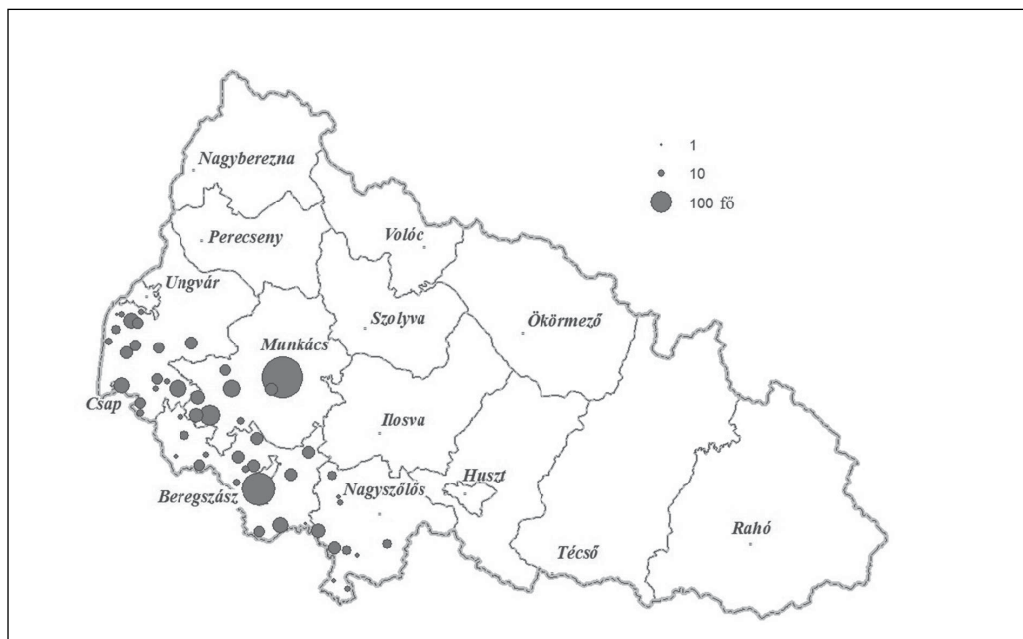 Nagyberezna
1
10
100 fő
Perecseny
Volóc
Ungvár
Szolyva
Ökörmező
Munkács
Csap
Ilosva
Huszt
Beregszász
Nagyszőlős
Técső
Rahó